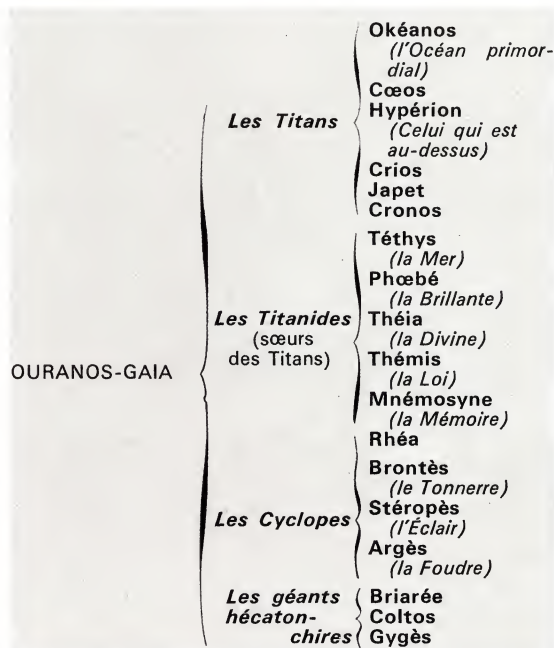 OURANOS-GAIA
Les Titans
Okéanos
(l'Océan primor-
dial)
Cœos
Hypérion
(Celui qui est
au-dessus)
Crios
Japet
Cronos
Les Titanides
(sœurs
des Titans)
Téthys
(la Mer)
Phœbé
(la Brillante)
Théia
(la Divine)
Thémis
(la Loi)
Mnémosyne
(la Mémoire)
Rhéa
Les Cyclopes
Brontès
(le Tonnerre)
Stéropès
(l'Éclair)
Argès
(la Foudre)
Les géants
hécaton-
chires
Briarée
Coltos
Gygès